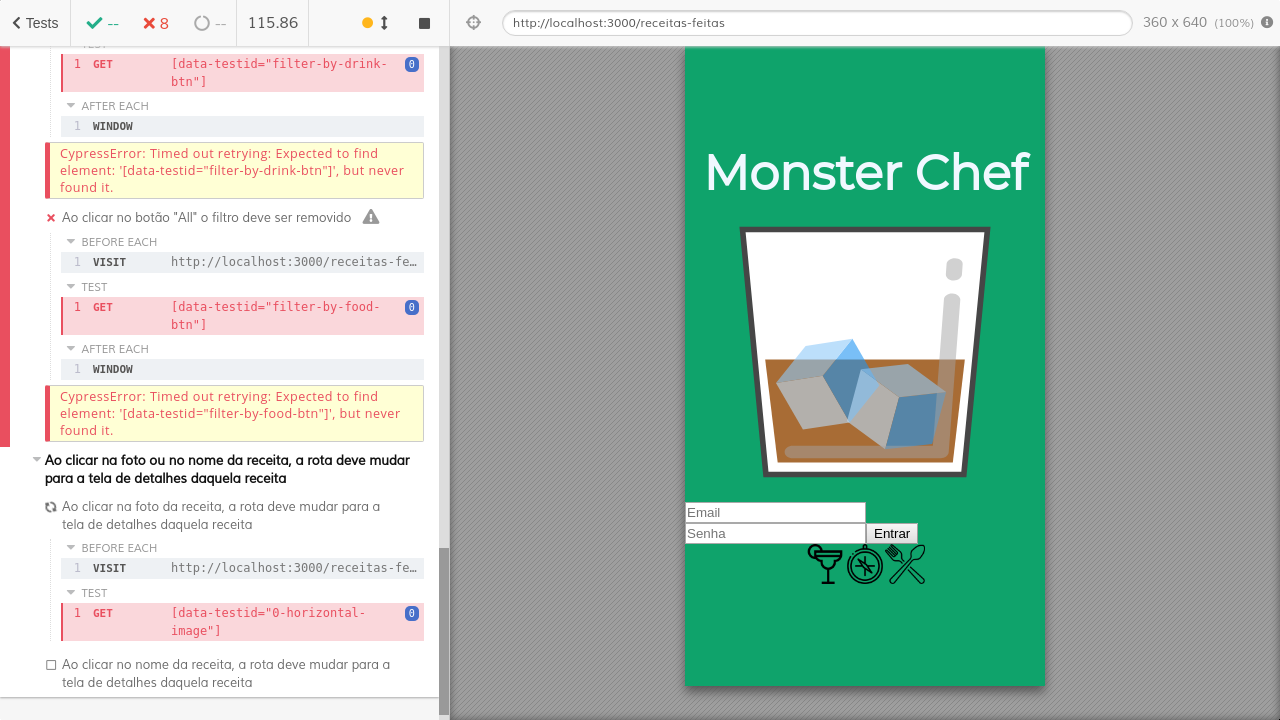 Tests
--
8
--
115.86
http://localhost:3000/receitas-feitas
360 x 640 (100%)
TEST
1 GET [data-testid="filter-by-drink-
btn"] 0
AFTER EACH
1 WINDOW
CypressError: Timed out retrying: Expected to find
element: '[data-testid="filter-by-drink-btn"]', but never
found it.
Ao clicar no botão "All" o filtro deve ser removido
BEFORE EACH
1 VISIT http://localhost:3000/receitas-fe…
TEST
1 GET [data-testid="filter-by-food-
btn"] 0
AFTER EACH
1 WINDOW
CypressError: Timed out retrying: Expected to find
element: '[data-testid="filter-by-food-btn"]', but never
found it.
Ao clicar na foto ou no nome da receita, a rota deve mudar
para a tela de detalhes daquela receita
Ao clicar na foto da receita, a rota deve mudar para a
tela de detalhes daquela receita
BEFORE EACH
1 VISIT http://localhost:3000/receitas-fe…
TEST
1 GET [data-testid="0-horizontal-
image"] 0
Ao clicar no nome da receita, a rota deve mudar para a
tela de detalhes daquela receita
Monster Chef
Email
Senha
Entrar